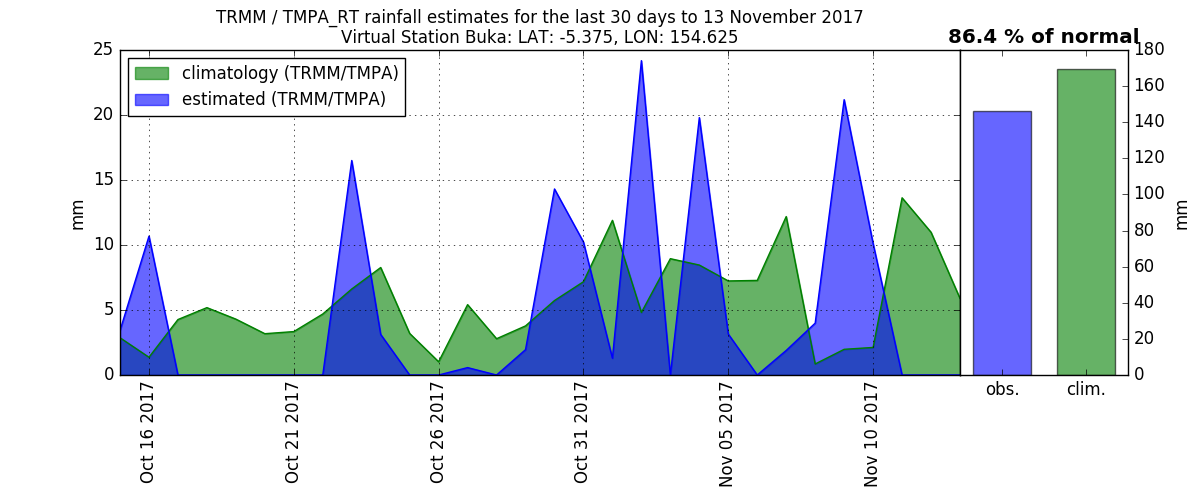 TRMM / TMPA_RT rainfall estimates for the last 30 days to 13 November 2017
Virtual Station Buka: LAT: -5.375, LON: 154.625
86.4 % of normal
climatology (TRMM/TMPA)
estimated (TRMM/TMPA)
25
20
15
10
5
0
mm
Oct 16 2017
Oct 21 2017
Oct 26 2017
Oct 31 2017
Nov 05 2017
Nov 10 2017
180
160
140
120
100
80
60
40
20
0
mm
obs.
clim.